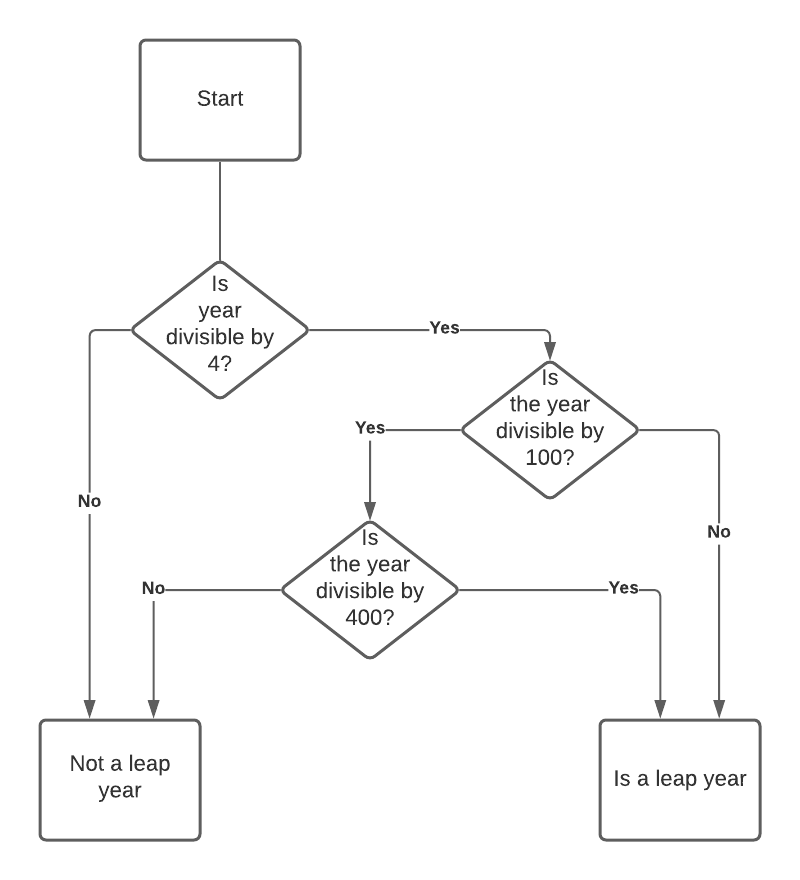 Start
Is
year
divisible by
4?
Yes
No
Is
the year
divisible by
100?
Yes
No
Is
the year
divisible by
400?
No
Yes
Not a leap
year
Is a leap year